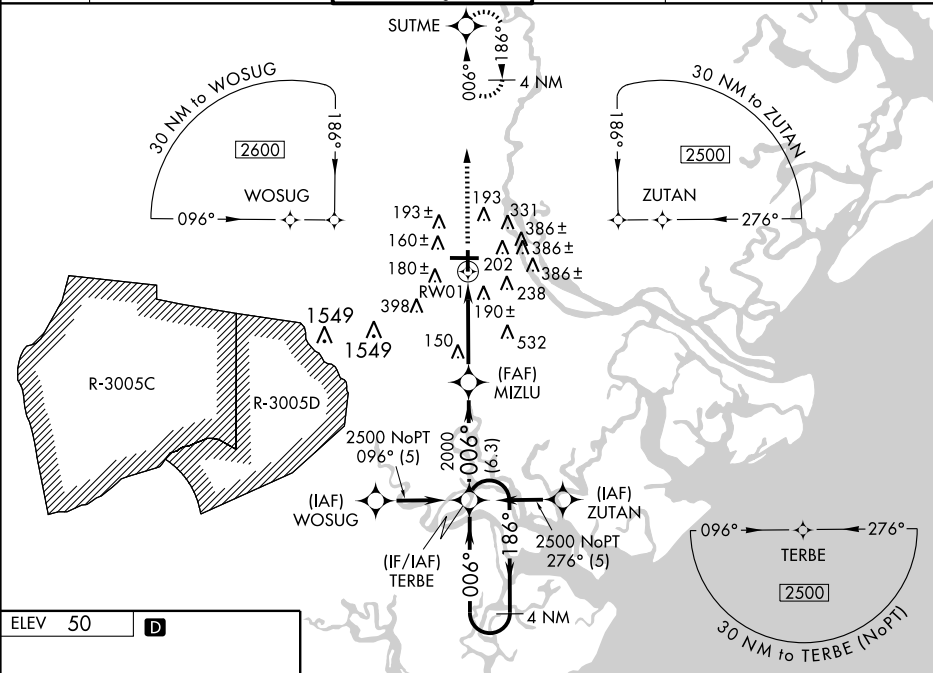 SUTME
186°
006°
4 NM
30 NM to WOSUG
186°
2600
WOSUG
096°
30 NM to ZUTAN
186°
2500
ZUTAN
276°
193
193±
331
386±
160±
386±
202
180±
386±
RW01
238
398
190±
1549
1549
150
532
R-3005C
R-3005D
(FAF)
MIZLU
2000
006°
(6.3)
2500 NoPT
096° (5)
(IAF)
WOSUG
(IAF)
ZUTAN
2500 NoPT
276° (5)
(IF/IAF)
TERBE
006°
186°
4 NM
096°
276°
TERBE
2500
30 NM to TERBE (NoPT)
ELEV 50 D